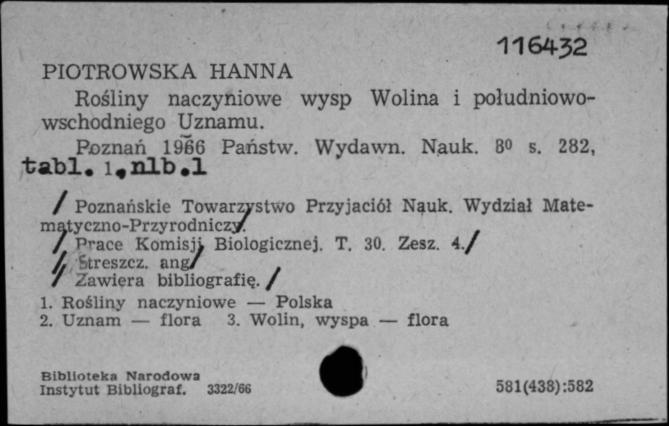 116432
PIOTROWSKA HANNA
Rośliny naczyniowe wysp Wolina i południowo-
wschodniego Uznamu.
Poznań 1966 Państw. Wydawn. Nauk. 8⁰ s. 282,
tabl. 1, nlb.1
/ Poznańskie Towarzystwo Przyjaciół Nauk. Wydział Mate-
matyczno-Przyrodniczy/
/ Prace Komisji Biologicznej. T. 30. Zesz. 4./
/ Streszcz. ang/
/ Zawiera bibliografię. /
1. Rośliny naczyniowe — Polska
2. Uznam — flora 3. Wolin, wyspa — flora
Biblioteka Narodowa
Instytut Bibliograf. 3322/66 581(438):582